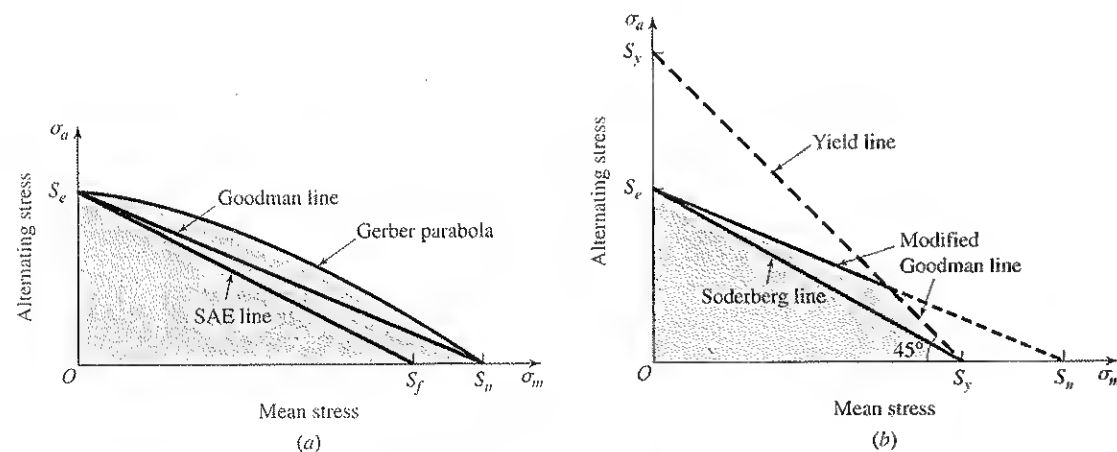 σa
Alternating stress
Se
Goodman line
Gerber parabola
SAE line
O
Sf
Su
σm
Mean stress
(a)
σa
Sy
Alternating stress
Yield line
Se
Modified
Goodman line
Soderberg line
45°
O
Sy
Su
σm
Mean stress
(b)